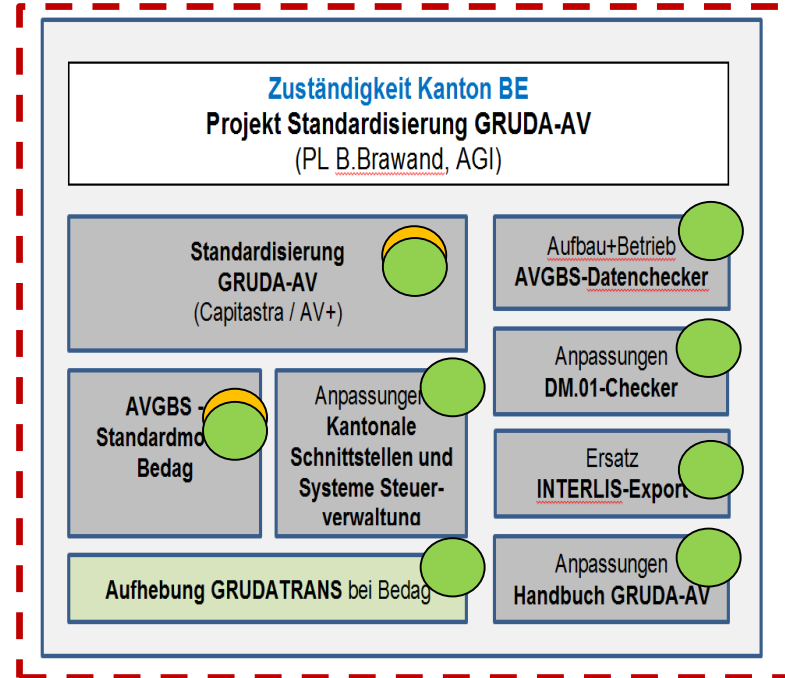 Zuständigkeit Kanton BE
Projekt Standardisierung GRUDA-AV
(PL B.Brawand, AGI)
Standardisierung
GRUDA-AV
(Capitastra / AV+)
Aufbau+Betrieb
AVGBS-Datenchecker
Anpassungen
DM.01-Checker
AVGBS -
Bedag
Anpassungen
Kantonale
Schnittstellen und
Systeme Steuer-
verwaltung
Ersatz
INTERLIS-Export
Aufhebung GRUDATRANS bei Bedag
Anpassungen
Handbuch GRUDA-AV